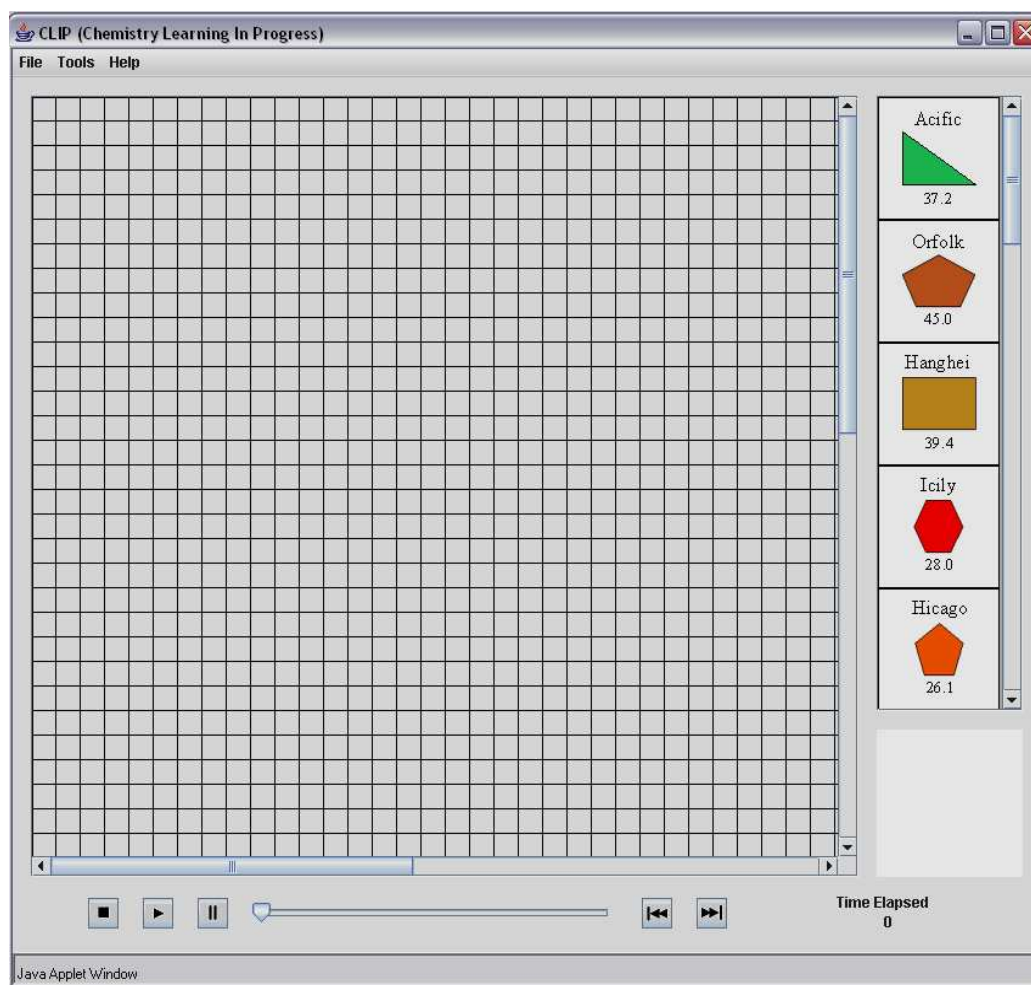 CLIP (Chemistry Learning In Progress)
File Tools Help
Acific
37.2
Orfolk
45.0
Hanghei
39.4
Icily
28.0
Hicago
26.1
Time Elapsed
0
Java Applet Window